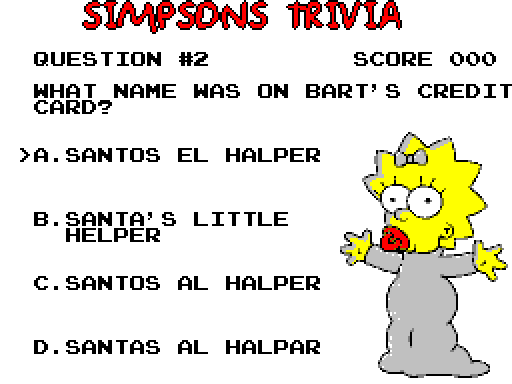 SIMPSONS TRIVIA
QUESTION #2 SCORE 000
WHAT NAME WAS ON BART'S CREDIT
CARD?
>A.SANTOS EL HALPER
B.SANTA'S LITTLE
HELPER
C.SANTOS AL HALPER
D.SANTAS AL HALPAR